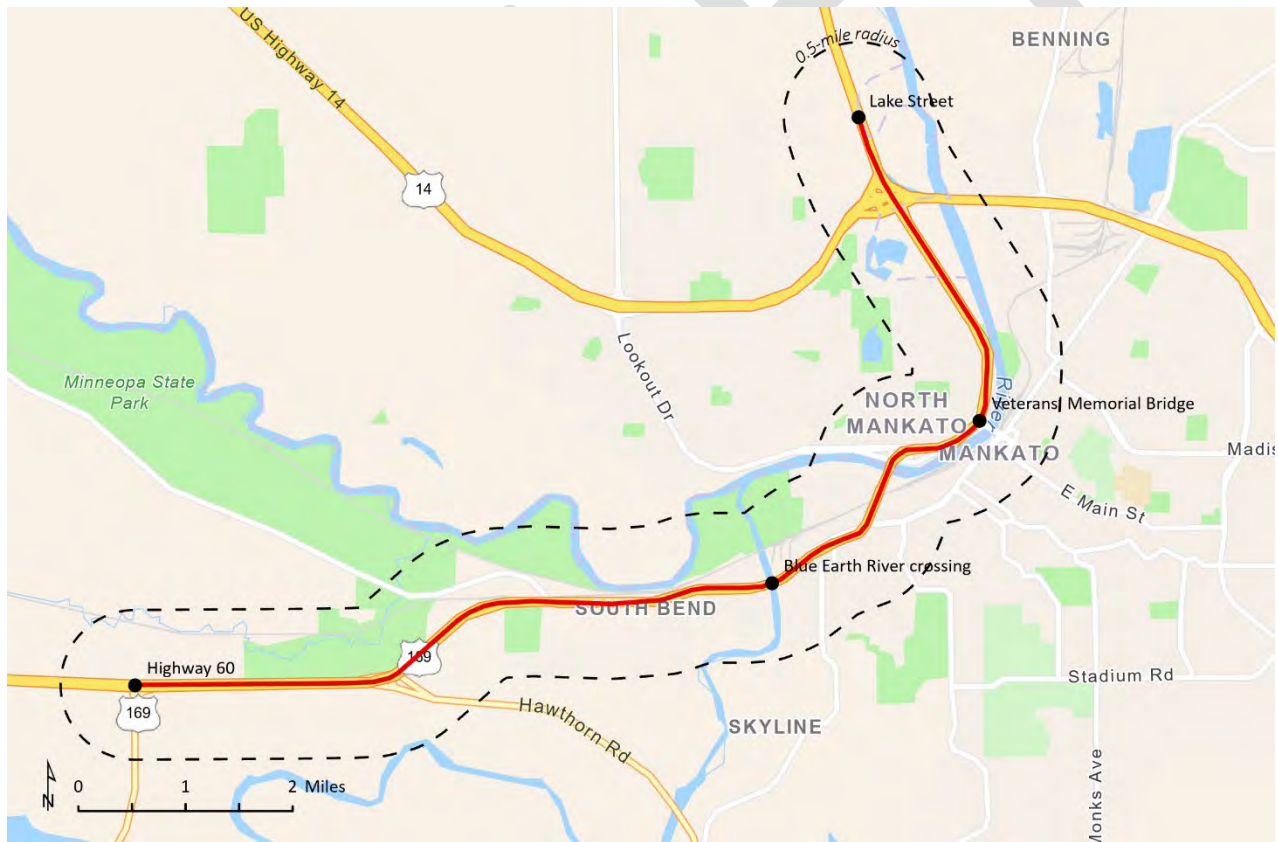 US Highway 14
0.5-mile radius
BENNING
Lake Street
14
Minneopa State
Park
Lookout Dr
River
NORTH
MANKATO
Veterans Memorial Bridge
MANKATO
Madis
E Main St
Blue Earth River crossing
SOUTH BEND
169
Highway 60
169
Stadium Rd
Hawthorn Rd
SKYLINE
Monks Ave
N
0 1 2 Miles